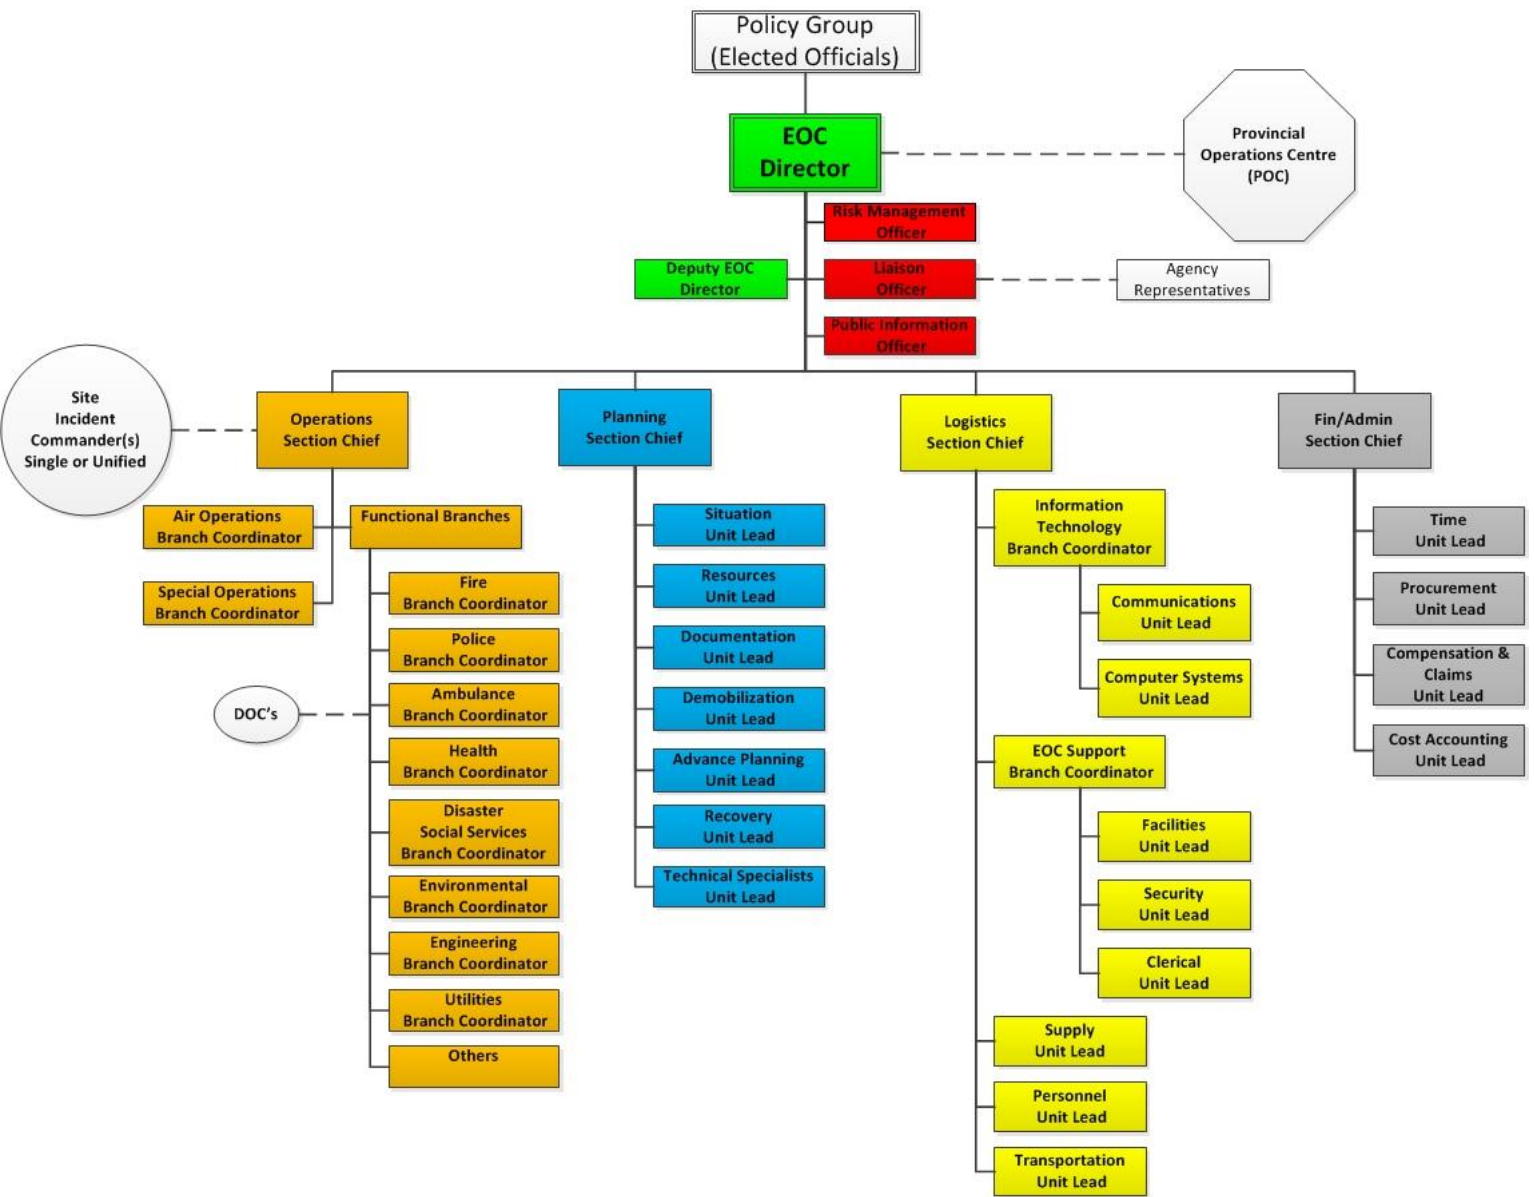 Policy Group
(Elected Officials)
EOC
Director
Provincial
Operations Centre
(POC)
Risk Management
Officer
Deputy EOC
Director
Liaison
Officer
Agency
Representatives
Public Information
Officer
Site
Incident
Commander(s)
Single or Unified
Operations
Section Chief
Planning
Section Chief
Logistics
Section Chief
Fin/Admin
Section Chief
Air Operations
Branch Coordinator
Functional Branches
Special Operations
Branch Coordinator
Fire
Branch Coordinator
Police
Branch Coordinator
Ambulance
Branch Coordinator
DOC's
Health
Branch Coordinator
Disaster
Social Services
Branch Coordinator
Environmental
Branch Coordinator
Engineering
Branch Coordinator
Utilities
Branch Coordinator
Others
Situation
Unit Lead
Resources
Unit Lead
Documentation
Unit Lead
Demobilization
Unit Lead
Advance Planning
Unit Lead
Recovery
Unit Lead
Technical Specialists
Unit Lead
Information
Technology
Branch Coordinator
Communications
Unit Lead
Computer Systems
Unit Lead
EOC Support
Branch Coordinator
Facilities
Unit Lead
Security
Unit Lead
Clerical
Unit Lead
Supply
Unit Lead
Personnel
Unit Lead
Transportation
Unit Lead
Time
Unit Lead
Procurement
Unit Lead
Compensation &
Claims
Unit Lead
Cost Accounting
Unit Lead